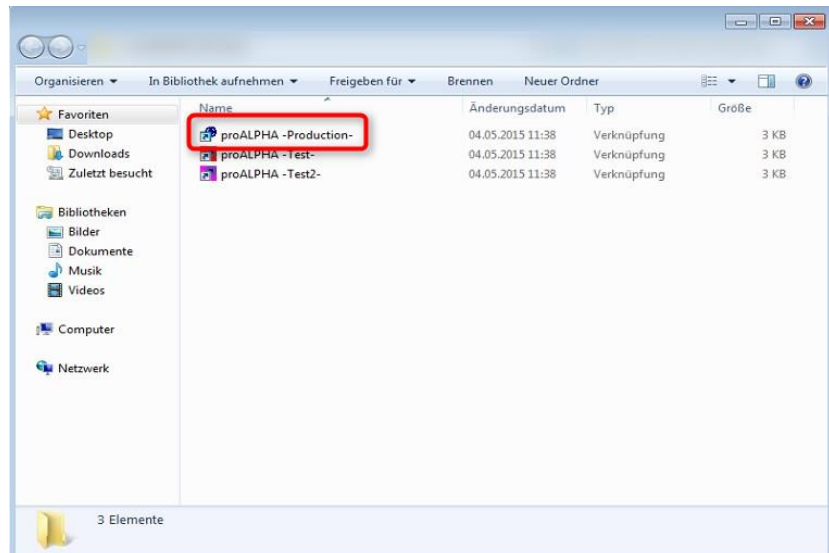 Organisieren In Bibliothek aufnehmen Freigeben für Brennen Neuer Ordner
Favoriten
Desktop
Downloads
Zuletzt besucht
Bibliotheken
Bilder
Dokumente
Musik
Videos
Computer
Netzwerk
Name Änderungsdatum Typ Größe
proALPHA -Production- 04.05.2015 11:38 Verknüpfung 3 KB
proALPHA -Test- 04.05.2015 11:38 Verknüpfung 3 KB
proALPHA -Test2- 04.05.2015 11:38 Verknüpfung 3 KB
3 Elemente